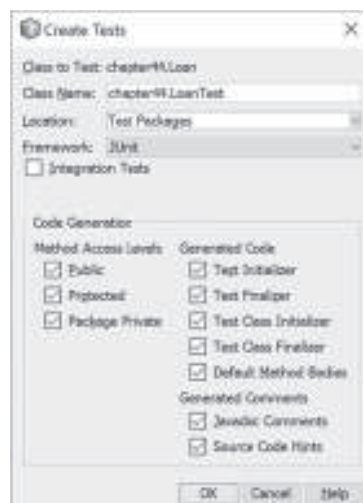 Create Tests
Class to Test: chapter44.Loan
Class Name: chapter44.LoanTest
Location: Test Packages
Framework: JUnit
Integration Tests
Code Generation
Method Access Levels
Public
Protected
Package Private
Generated Code
Test Initializer
Test Finalizer
Test Class Initializer
Test Class Finalizer
Default Method Bodies
Generated Comments
Javadoc Comments
Source Code Hints
OK Cancel Help